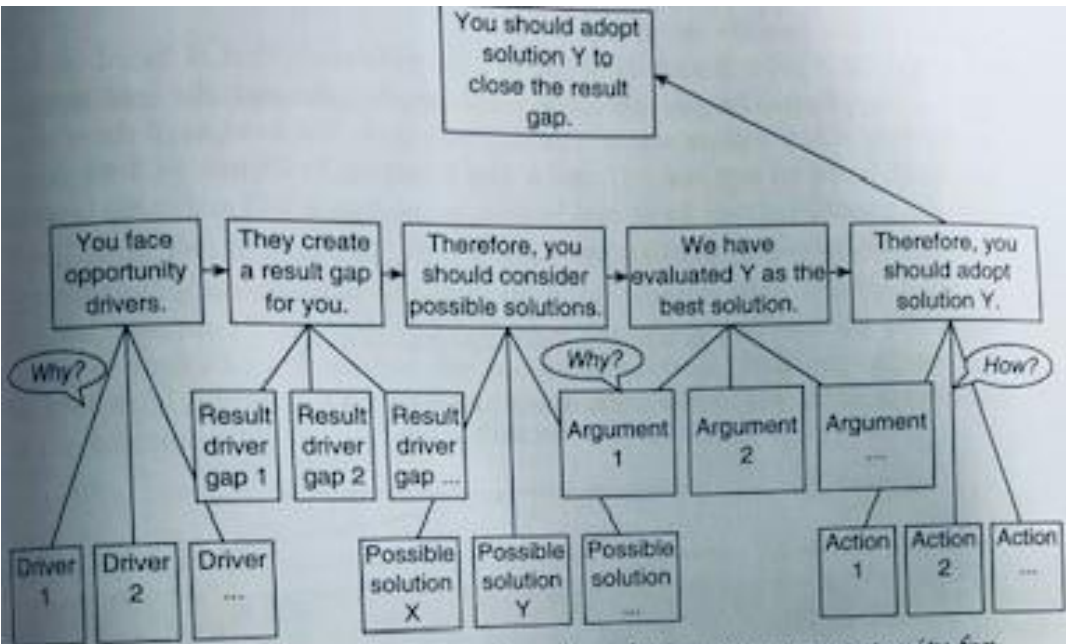 You should adopt
solution Y to
close the result
gap.
You face
opportunity
drivers.
They create
a result gap
for you.
Therefore, you
should consider
possible solutions.
We have
evaluated Y as the
best solution.
Therefore, you
should adopt
solution Y.
Why?
Why?
How?
Result
driver
gap 1
Result
driver
gap 2
Result
driver
gap ...
Argument
1
Argument
2
Argument
...
Driver
1
Driver
2
Driver
...
Possible
solution
X
Possible
solution
Y
Possible
solution
...
Action
1
Action
2
Action
...